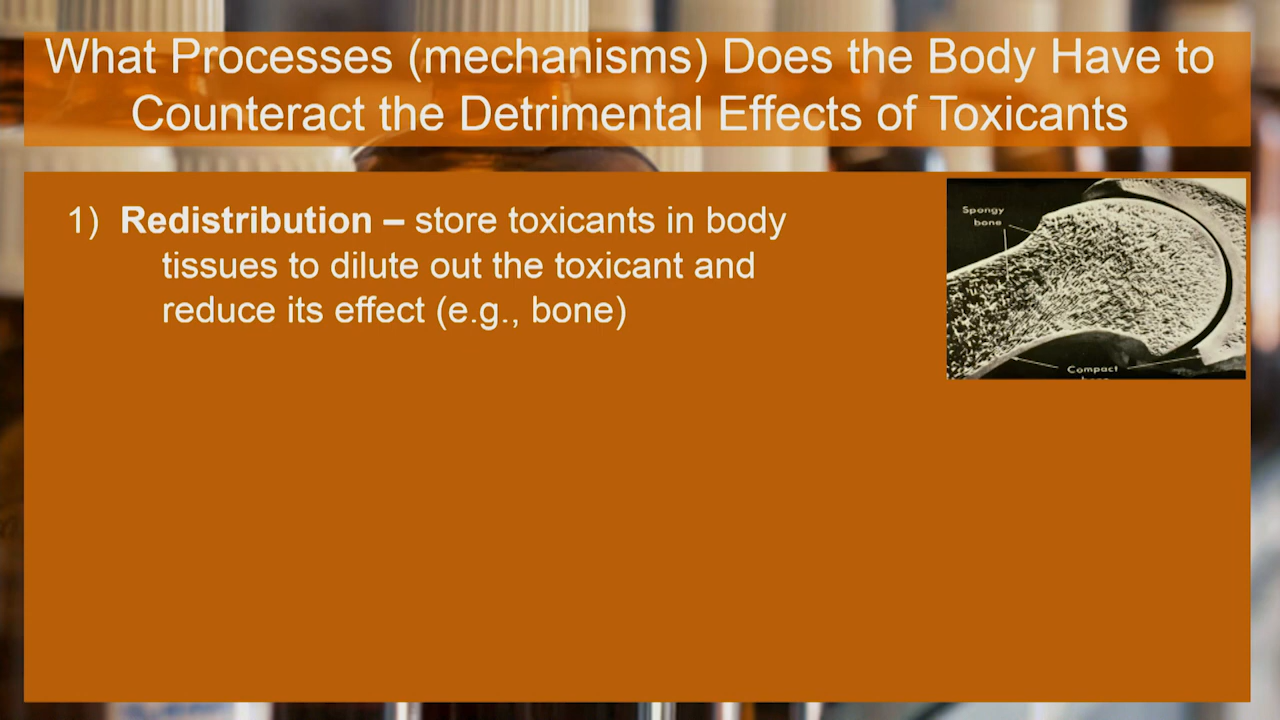 What Processes (mechanisms) Does the Body Have to
Counteract the Detrimental Effects of Toxicants
1) Redistribution – store toxicants in body
tissues to dilute out the toxicant and
reduce its effect (e.g., bone)
Spongy
bone
Compact